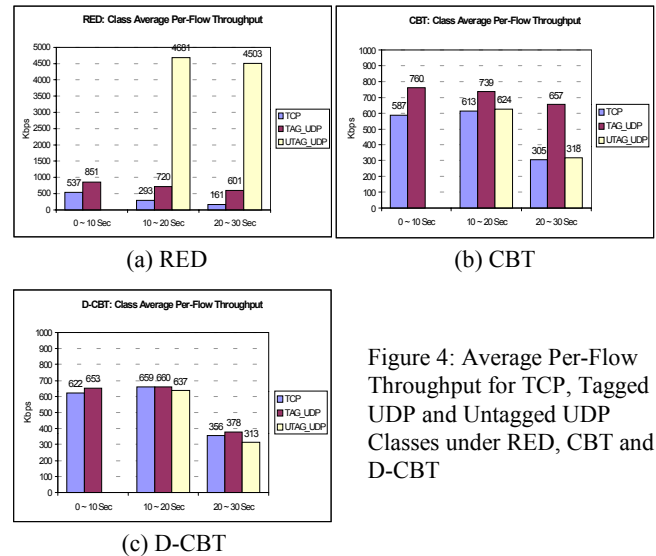 RED: Class Average Per-Flow Throughput
Kbps
5000
4500
4000
3500
3000
2500
2000
1500
1000
500
0
537
851
293
720
4681
161
601
4503
0 ~ 10 Sec
10 ~ 20 Sec
20 ~ 30 Sec
TCP
TAG_UDP
UTAG_UDP
(a) RED
CBT: Class Average Per-Flow Throughput
Kbps
1000
900
800
700
600
500
400
300
200
100
0
587
760
613
739
624
305
657
318
0 ~ 10 Sec
10 ~ 20 Sec
20 ~ 30 Sec
TCP
TAG_UDP
UTAG_UDP
(b) CBT
D-CBT: Class Average Per-Flow Throughput
Kbps
1000
900
800
700
600
500
400
300
200
100
0
622
653
659
660
637
356
378
313
0 ~ 10 Sec
10 ~ 20 Sec
20 ~ 30 Sec
TCP
TAG_UDP
UTAG_UDP
(c) D-CBT
Figure 4: Average Per-Flow
Throughput for TCP, Tagged
UDP and Untagged UDP
Classes under RED, CBT and
D-CBT